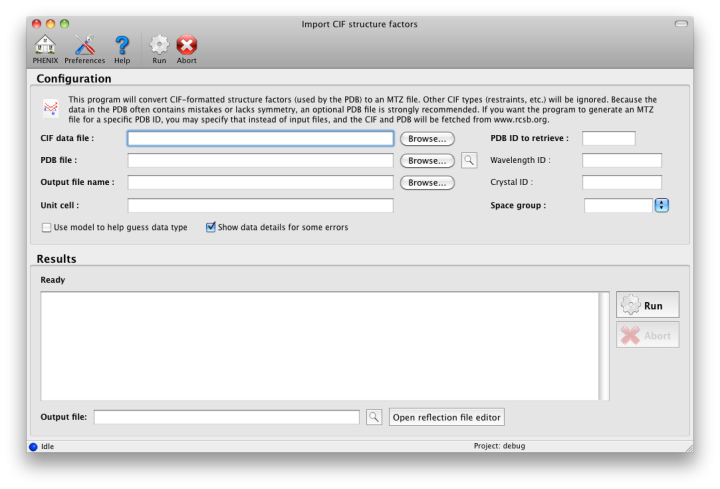 Import CIF structure factors
PHENIX Preferences Help Run Abort
Configuration
This program will convert CIF-formatted structure factors (used by the PDB) to an MTZ file. Other CIF types (restraints, etc.) will be ignored. Because the
data in the PDB often contains mistakes or lacks symmetry, an optional PDB file is strongly recommended. If you want the program to generate an MTZ
file for a specific PDB ID, you may specify that instead of input files, and the CIF and PDB will be fetched from www.rcsb.org.
CIF data file : Browse... PDB ID to retrieve :
PDB file : Browse... Wavelength ID :
Output file name : Browse... Crystal ID :
Unit cell : Space group :
Use model to help guess data type Show data details for some errors
Results
Ready
Run
Abort
Output file: Open reflection file editor
Idle Project: debug